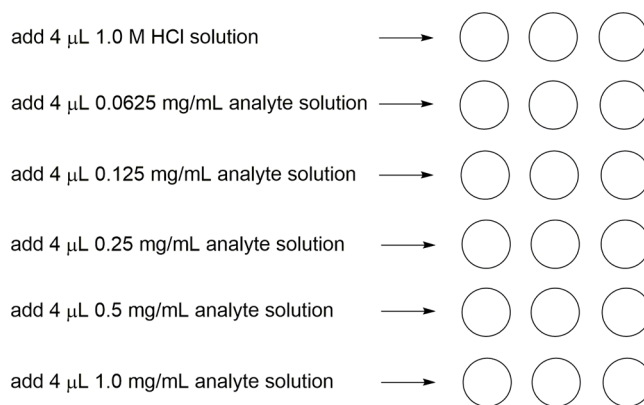 add 4 μL 1.0 M HCl solution
add 4 μL 0.0625 mg/mL analyte solution
add 4 μL 0.125 mg/mL analyte solution
add 4 μL 0.25 mg/mL analyte solution
add 4 μL 0.5 mg/mL analyte solution
add 4 μL 1.0 mg/mL analyte solution